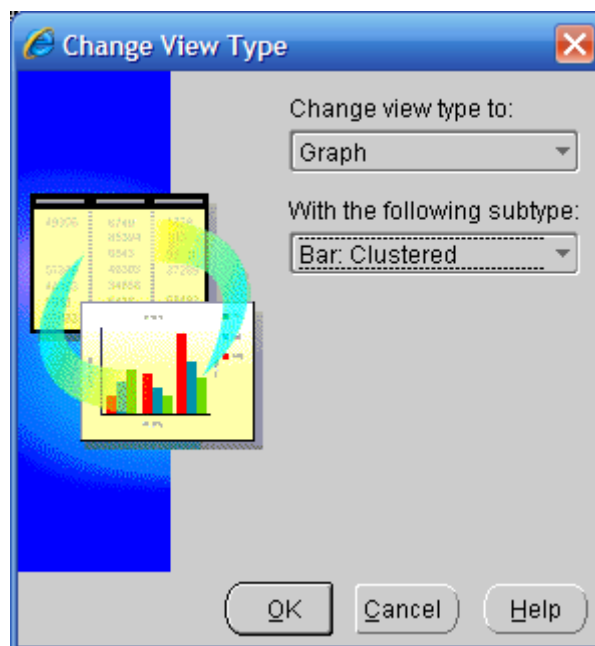 Change View Type
Change view type to:
Graph
With the following subtype:
Bar: Clustered
OK
Cancel
Help